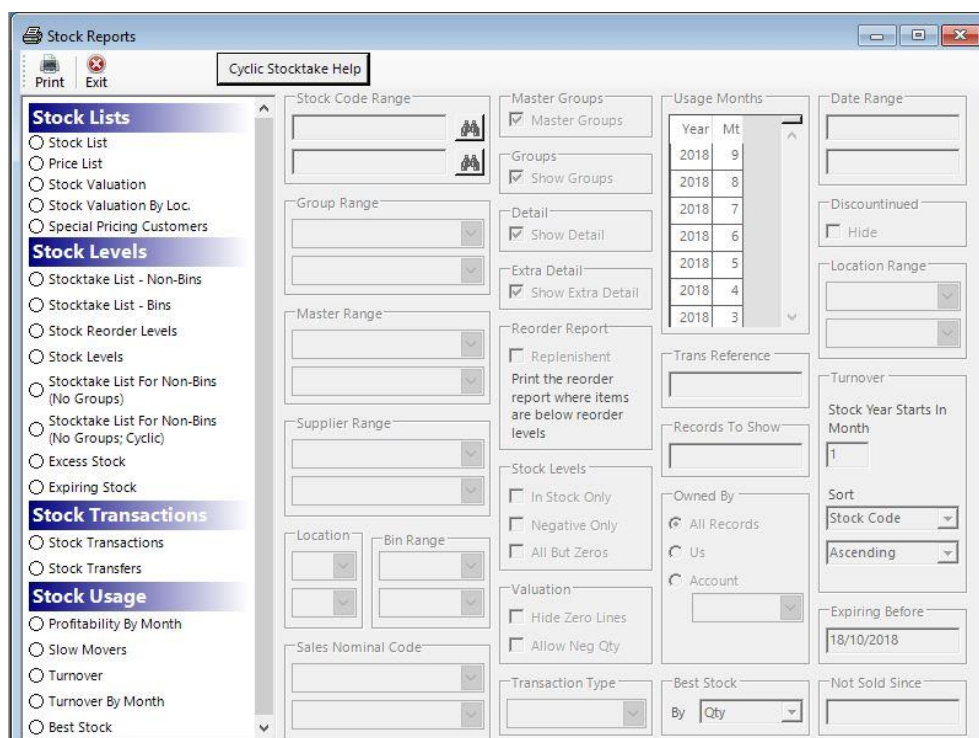 Stock Reports
Print
Exit
Cyclic Stocktake Help
Stock Lists
Stock List
Price List
Stock Valuation
Stock Valuation By Loc.
Special Pricing Customers
Stock Levels
Stocktake List - Non-Bins
Stocktake List - Bins
Stock Reorder Levels
Stock Levels
Stocktake List For Non-Bins
(No Groups)
Stocktake List For Non-Bins
(No Groups; Cyclic)
Excess Stock
Expiring Stock
Stock Transactions
Stock Transactions
Stock Transfers
Stock Usage
Profitability By Month
Slow Movers
Turnover
Turnover By Month
Best Stock
Stock Code Range
Group Range
Master Range
Supplier Range
Location
Bin Range
Sales Nominal Code
Master Groups
Master Groups
Groups
Show Groups
Detail
Show Detail
Extra Detail
Show Extra Detail
Reorder Report
Replenishent
Print the reorder
report where items
are below reorder
levels
Stock Levels
In Stock Only
Negative Only
All But Zeros
Valuation
Hide Zero Lines
Allow Neg Qty
Transaction Type
Usage Months
Year Mt
2018 9
2018 8
2018 7
2018 6
2018 5
2018 4
2018 3
Trans Reference
Records To Show
Owned By
All Records
Us
Account
Best Stock
By Qty
Date Range
Discountinued
Hide
Location Range
Turnover
Stock Year Starts In
Month
1
Sort
Stock Code
Ascending
Expiring Before
18/10/2018
Not Sold Since